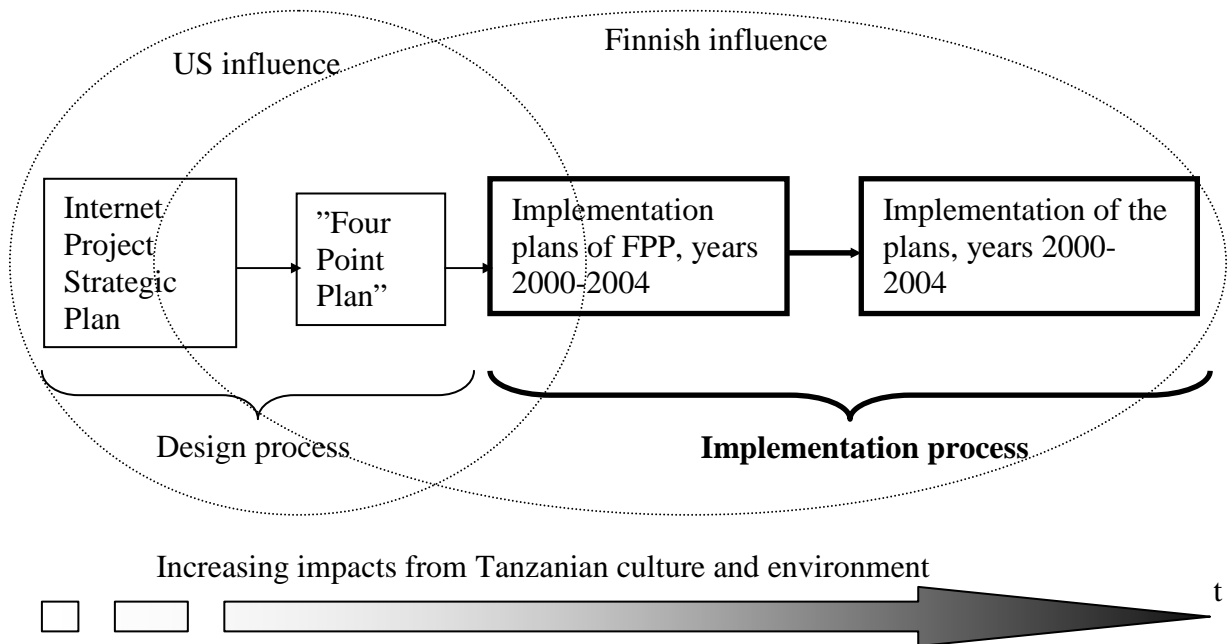 Finnish influence
US influence
Internet
Project
Strategic
Plan
”Four
Point
Plan”
Implementation
plans of FPP, years
2000-2004
Implementation of the
plans, years 2000-
2004
Design process
Implementation process
Increasing impacts from Tanzanian culture and environment
t